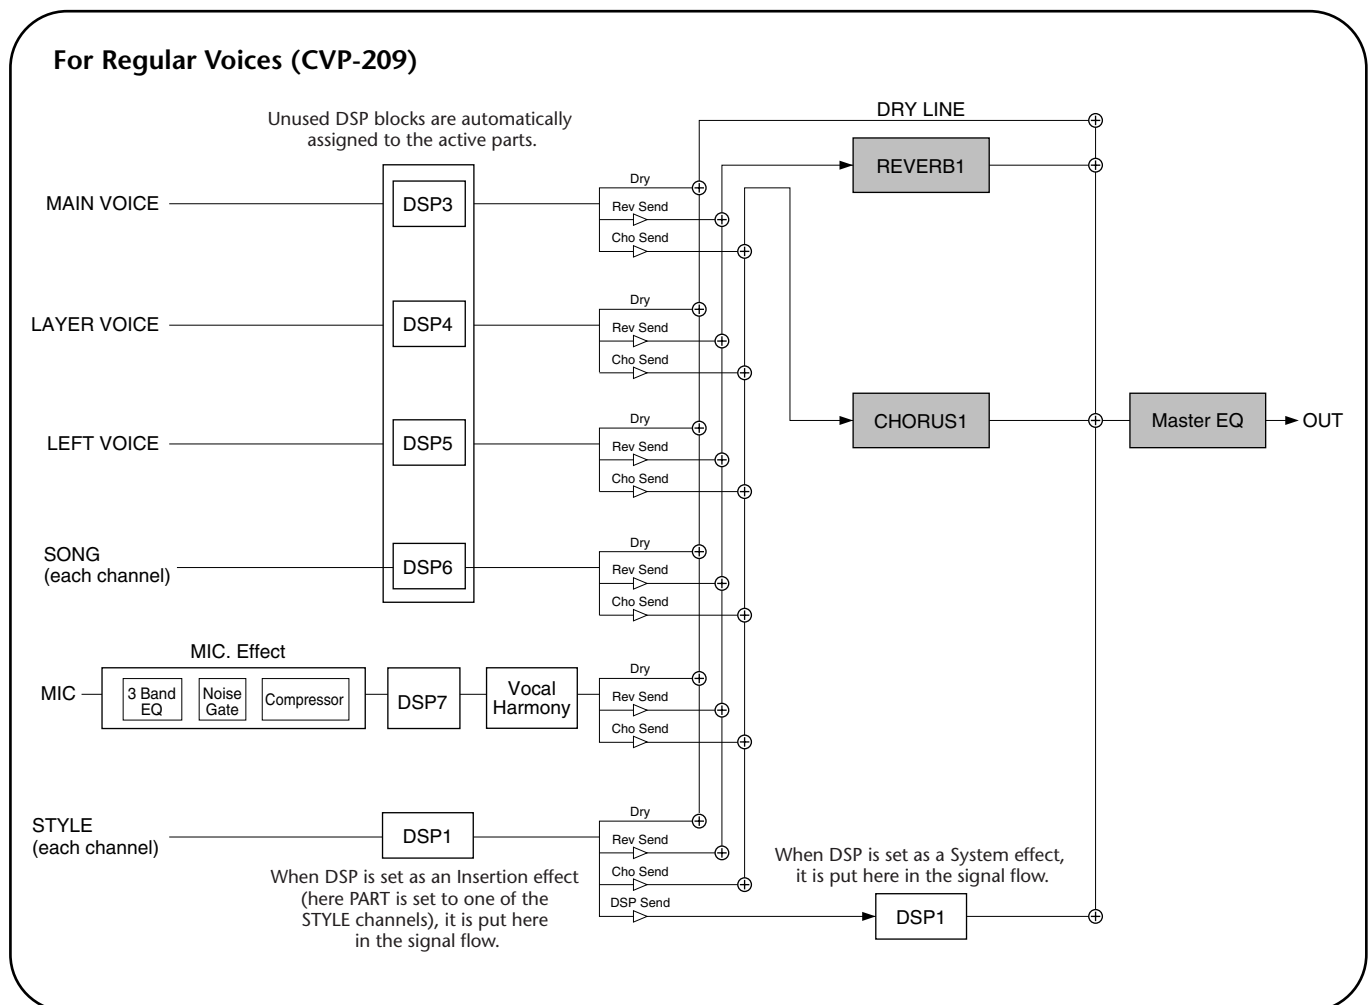 For Regular Voices (CVP-209)
Unused DSP blocks are automatically
assigned to the active parts.
DRY LINE
REVERB1
MAIN VOICE
DSP3
Dry
Rev Send
Cho Send
LAYER VOICE
DSP4
Dry
Rev Send
Cho Send
LEFT VOICE
DSP5
Dry
Rev Send
Cho Send
CHORUS1
Master EQ
OUT
SONG
(each channel)
DSP6
Dry
Rev Send
Cho Send
MIC. Effect
MIC
3 Band
EQ
Noise
Gate
Compressor
DSP7
Vocal
Harmony
Dry
Rev Send
Cho Send
STYLE
(each channel)
DSP1
Dry
Rev Send
Cho Send
DSP Send
When DSP is set as an Insertion effect
(here PART is set to one of the
STYLE channels), it is put here
in the signal flow.
When DSP is set as a System effect,
it is put here in the signal flow.
DSP1